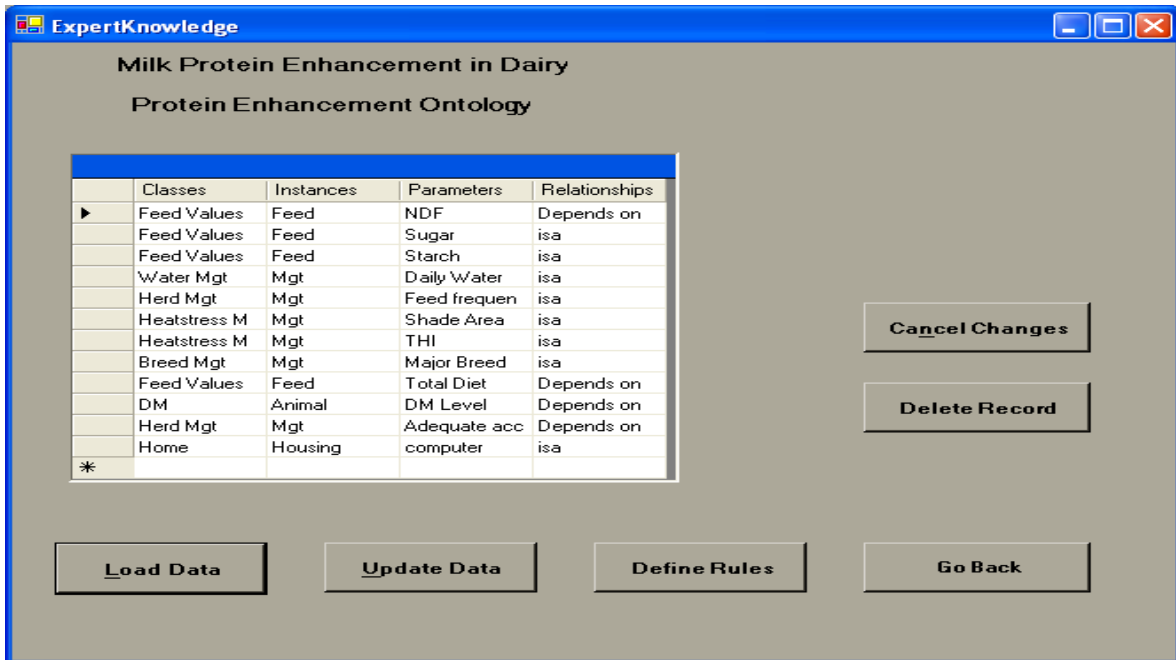 ExpertKnowledge
Milk Protein Enhancement in Dairy
Protein Enhancement Ontology
Classes Instances Parameters Relationships
Feed Values Feed NDF Depends on
Feed Values Feed Sugar isa
Feed Values Feed Starch isa
Water Mgt Mgt Daily Water isa
Herd Mgt Mgt Feed frequen isa
Heatstress M Mgt Shade Area isa
Heatstress M Mgt THI isa
Breed Mgt Mgt Major Breed isa
Feed Values Feed Total Diet Depends on
DM Animal DM Level Depends on
Herd Mgt Mgt Adequate acc Depends on
Home Housing computer isa
Cancel Changes
Delete Record
Load Data Update Data Define Rules Go Back